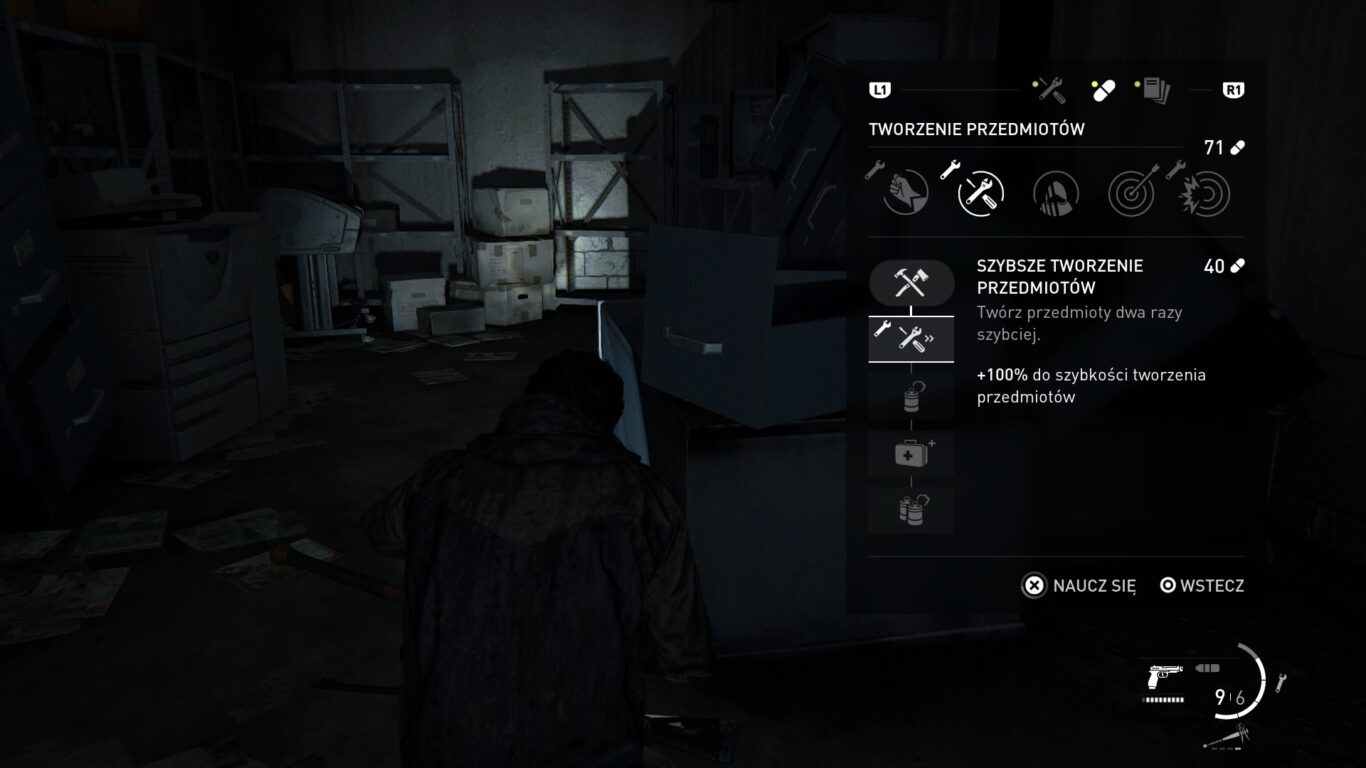 L1
R1
TWORZENIE PRZEDMIOTÓW
71
SZYBSZE TWORZENIE
PRZEDMIOTÓW
40
Twórz przedmioty dwa razy
szybciej.
+100% do szybkości tworzenia
przedmiotów
NAUCZ SIĘ
WSTECZ
9 6